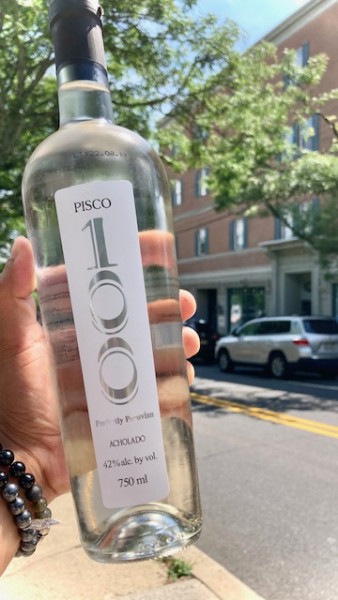 PISCO
100
Perfectly Peruvian
ACHOLADO
42% alc. by vol.
750 ml